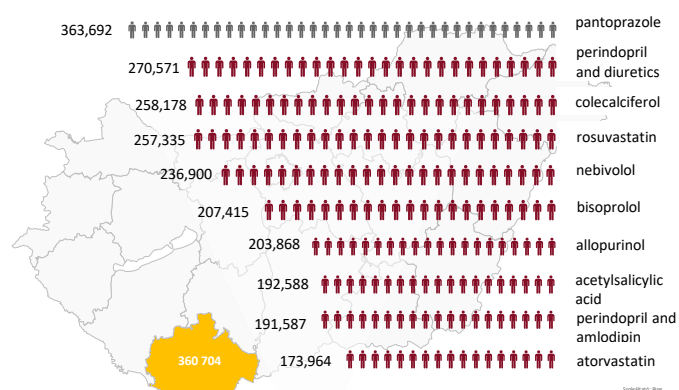 363,692 pantoprazole
270,571 perindopril
and diuretics
258,178 colecalciferol
257,335 rosuvastatin
236,900 nebivolol
207,415 bisoprolol
203,868 allopurinol
192,588 acetylsalicylic
acid
191,587 perindopril and
amlodipin
360 704
173,964 atorvastatin